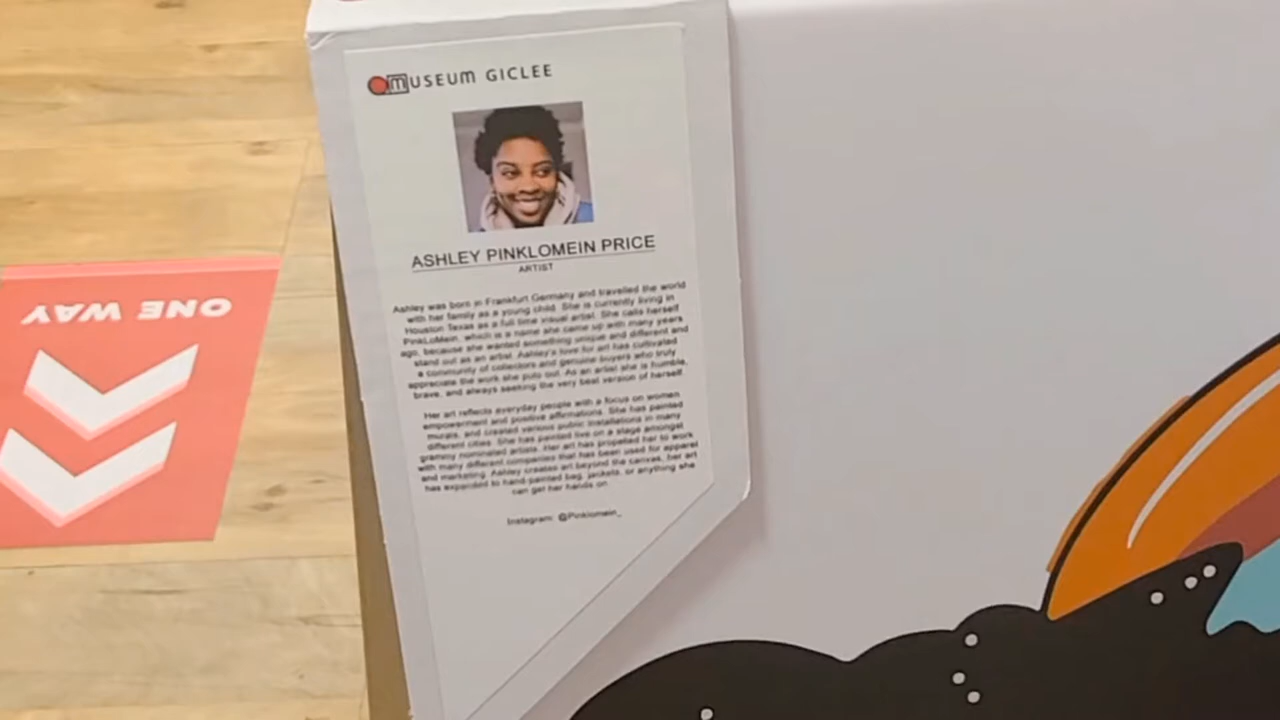 MUSEUM GICLEE
ASHLEY PINKLOMEIN PRICE
ARTIST
Ashley was born in Frankfurt Germany and travelled the world
with her family as a young child. She is currently living in
Houston Texas as a full time visual artist. She calls herself
PinkLoMein, which is a name she came up with many years
ago, because she wanted something unique and different and
stand out as an artist. Ashley's love for art has cultivated
a community of collectors and genuine buyers who truly
appreciate the work she puts out. As an artist she is humble,
brave, and always seeking the very best version of herself.
Her art reflects everyday people with a focus on women
empowerment and positive affirmations. She has painted
murals, and created various public installations in many
different cities. She has painted live on a stage amongst
grammy nominated artists. Her art has propelled her to work
with many different companies that has been used for apparel
and marketing. Ashley creates art beyond the canvas, her art
has expanded to hand-painted bag, jackets, or anything she
can get her hands on.
Instagram: @Pinklomein_
ONE WAY